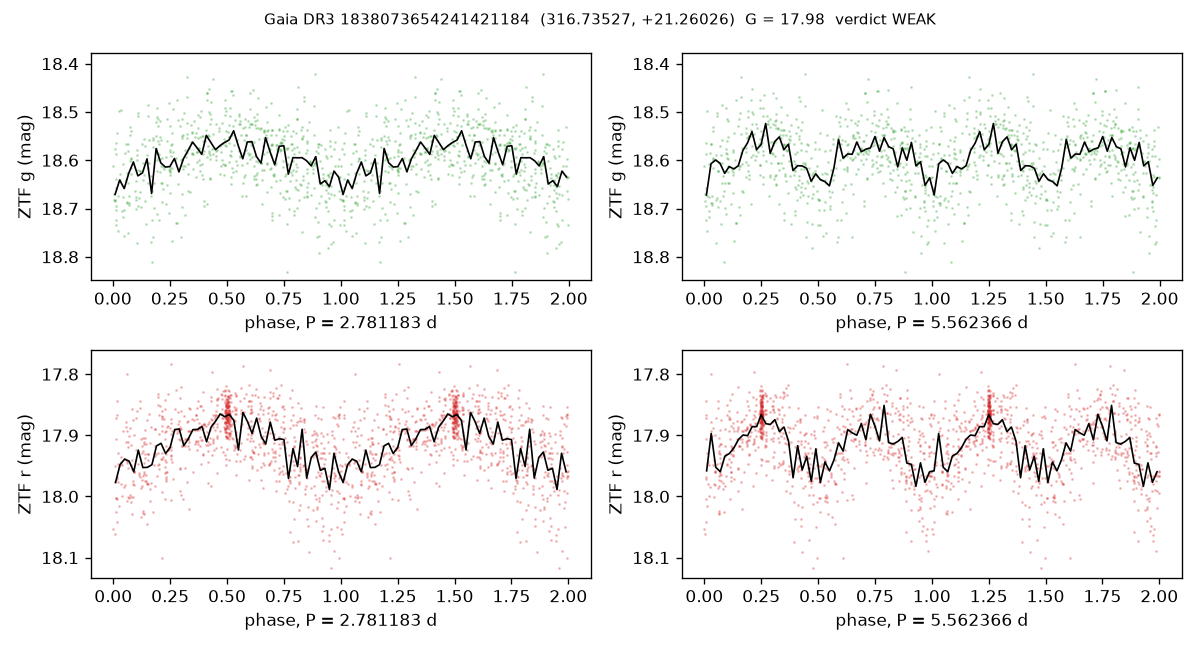 Gaia DR3 1838073654241421184 (316.73527, +21.26026) G = 17.98 verdict WEAK
18.4
18.5
18.6
18.7
18.8
ZTF g (mag)
0.00 0.25 0.50 0.75 1.00 1.25 1.50 1.75 2.00
phase, P = 2.781183 d
18.4
18.5
18.6
18.7
18.8
ZTF g (mag)
0.00 0.25 0.50 0.75 1.00 1.25 1.50 1.75 2.00
phase, P = 5.562366 d
17.8
17.9
18.0
18.1
ZTF r (mag)
0.00 0.25 0.50 0.75 1.00 1.25 1.50 1.75 2.00
phase, P = 2.781183 d
17.8
17.9
18.0
18.1
ZTF r (mag)
0.00 0.25 0.50 0.75 1.00 1.25 1.50 1.75 2.00
phase, P = 5.562366 d